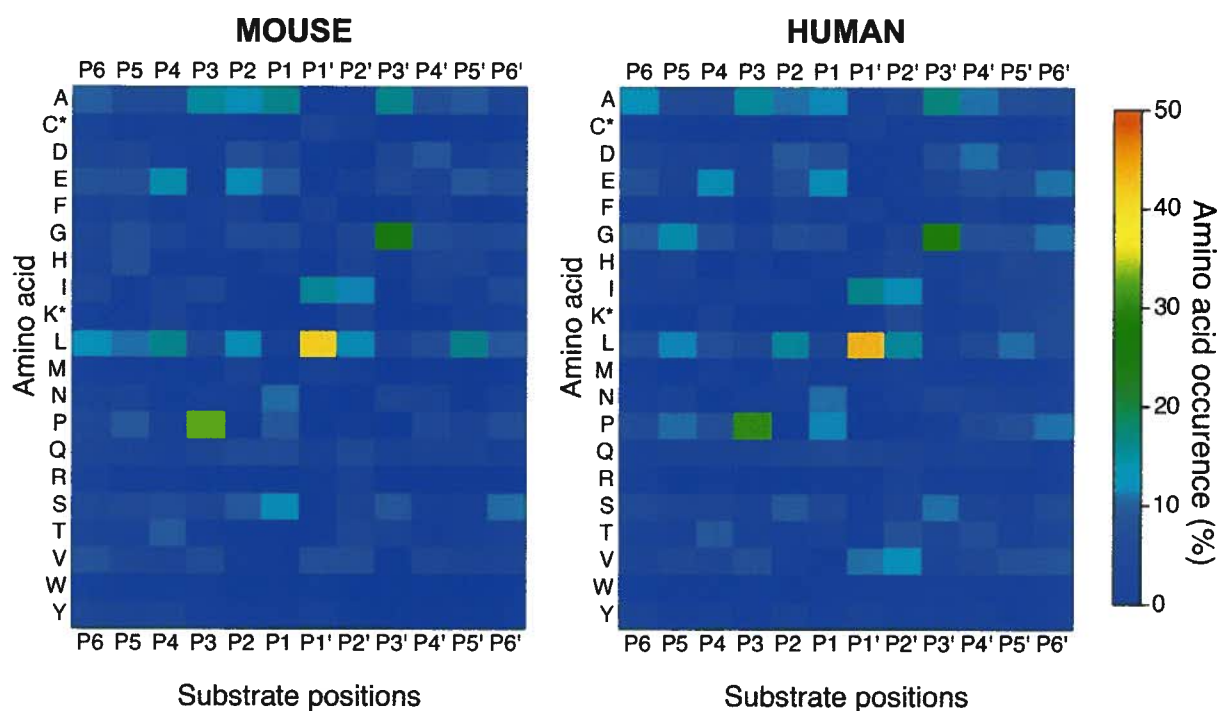 MOUSE
HUMAN
P6 P5 P4 P3 P2 P1 P1' P2' P3' P4' P5' P6'
P6 P5 P4 P3 P2 P1 P1' P2' P3' P4' P5' P6'
Amino acid
A
C*
D
E
F
G
H
I
K*
L
M
N
P
Q
R
S
T
V
W
Y
Amino acid
A
C*
D
E
F
G
H
I
K*
L
M
N
P
Q
R
S
T
V
W
Y
50
40
30
20
10
0
Amino acid occurence (%)
P6 P5 P4 P3 P2 P1 P1' P2' P3' P4' P5' P6'
P6 P5 P4 P3 P2 P1 P1' P2' P3' P4' P5' P6'
Substrate positions
Substrate positions